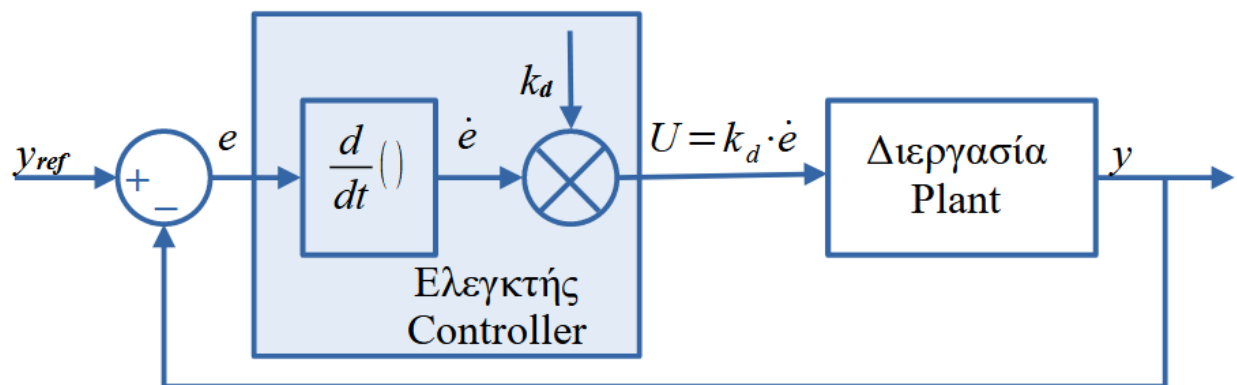 y_ref
+
−
e
d/dt ()
ė
k_d
U = k_d · ė
Ελεγκτής
Controller
Διεργασία
Plant
y